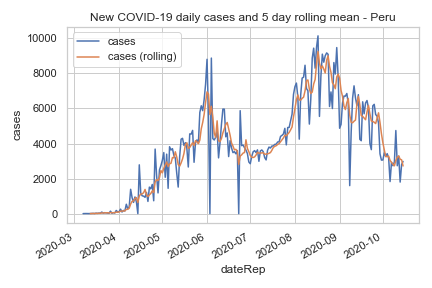 New COVID-19 daily cases and 5 day rolling mean - Peru
cases
cases (rolling)
10000
8000
6000
4000
2000
0
cases
2020-03
2020-04
2020-05
2020-06
2020-07
2020-08
2020-09
2020-10
dateRep